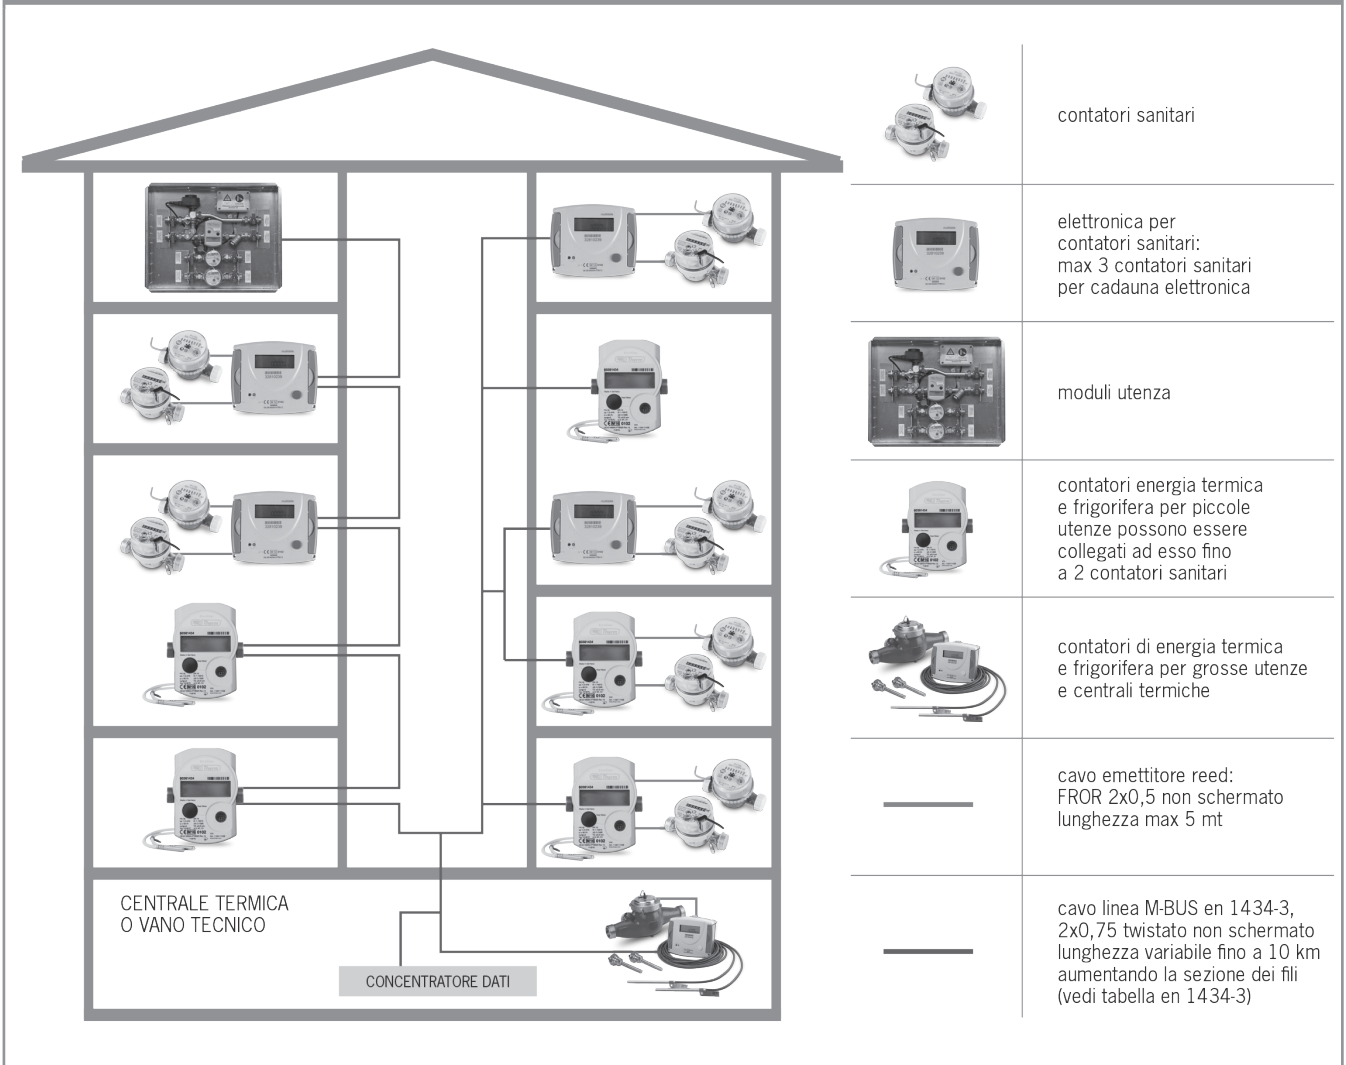 contatori sanitari
elettronica per
contatori sanitari:
max 3 contatori sanitari
per cadauna elettronica
moduli utenza
contatori energia termica
e frigorifera per piccole
utenze possono essere
collegati ad esso fino
a 2 contatori sanitari
contatori di energia termica
e frigorifera per grosse utenze
e centrali termiche
cavo emettitore reed:
FROR 2x0,5 non schermato
lunghezza max 5 mt
cavo linea M-BUS en 1434-3,
2x0,75 twistato non schermato
lunghezza variabile fino a 10 km
aumentando la sezione dei fili
(vedi tabella en 1434-3)
CENTRALE TERMICA
O VANO TECNICO
CONCENTRATORE DATI